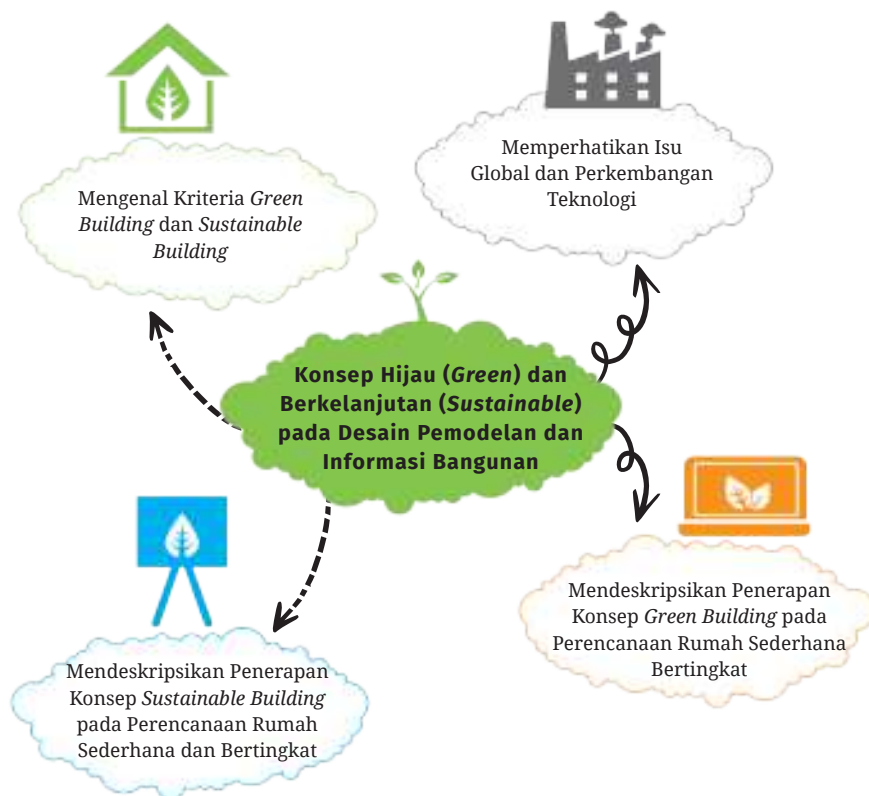 Mengenal Kriteria Green
Building dan Sustainable
Building
Memperhatikan Isu
Global dan Perkembangan
Teknologi
Konsep Hijau (Green) dan
Berkelanjutan (Sustainable)
pada Desain Pemodelan dan
Informasi Bangunan
Mendeskripsikan Penerapan
Konsep Sustainable Building
pada Perencanaan Rumah
Sederhana dan Bertingkat
Mendeskripsikan Penerapan
Konsep Green Building pada
Perencanaan Rumah Sederhana
Bertingkat